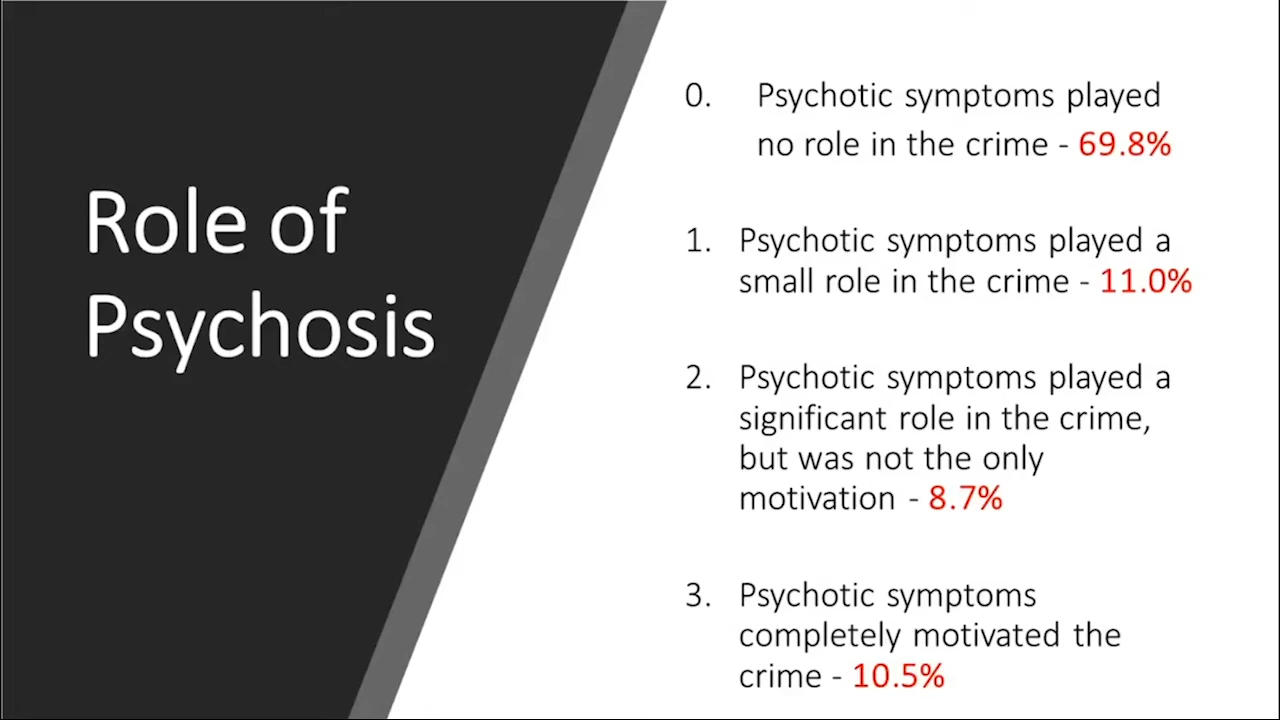 Role of
Psychosis
0. Psychotic symptoms played
no role in the crime - 69.8%
1. Psychotic symptoms played a
small role in the crime - 11.0%
2. Psychotic symptoms played a
significant role in the crime,
but was not the only
motivation - 8.7%
3. Psychotic symptoms
completely motivated the
crime - 10.5%